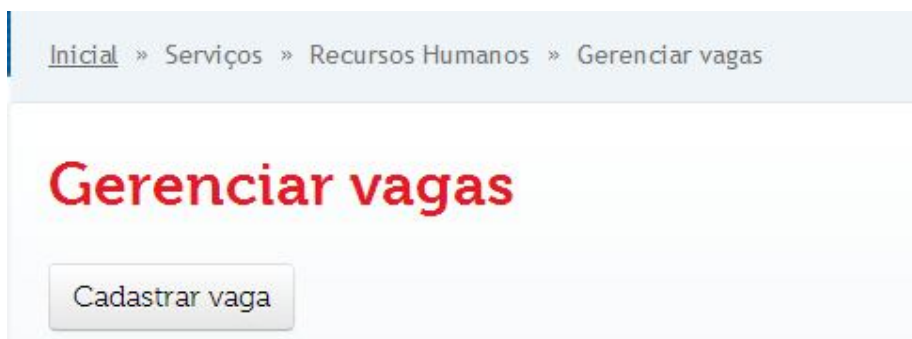 Inicial » Serviços » Recursos Humanos » Gerenciar vagas
Gerenciar vagas
Cadastrar vaga